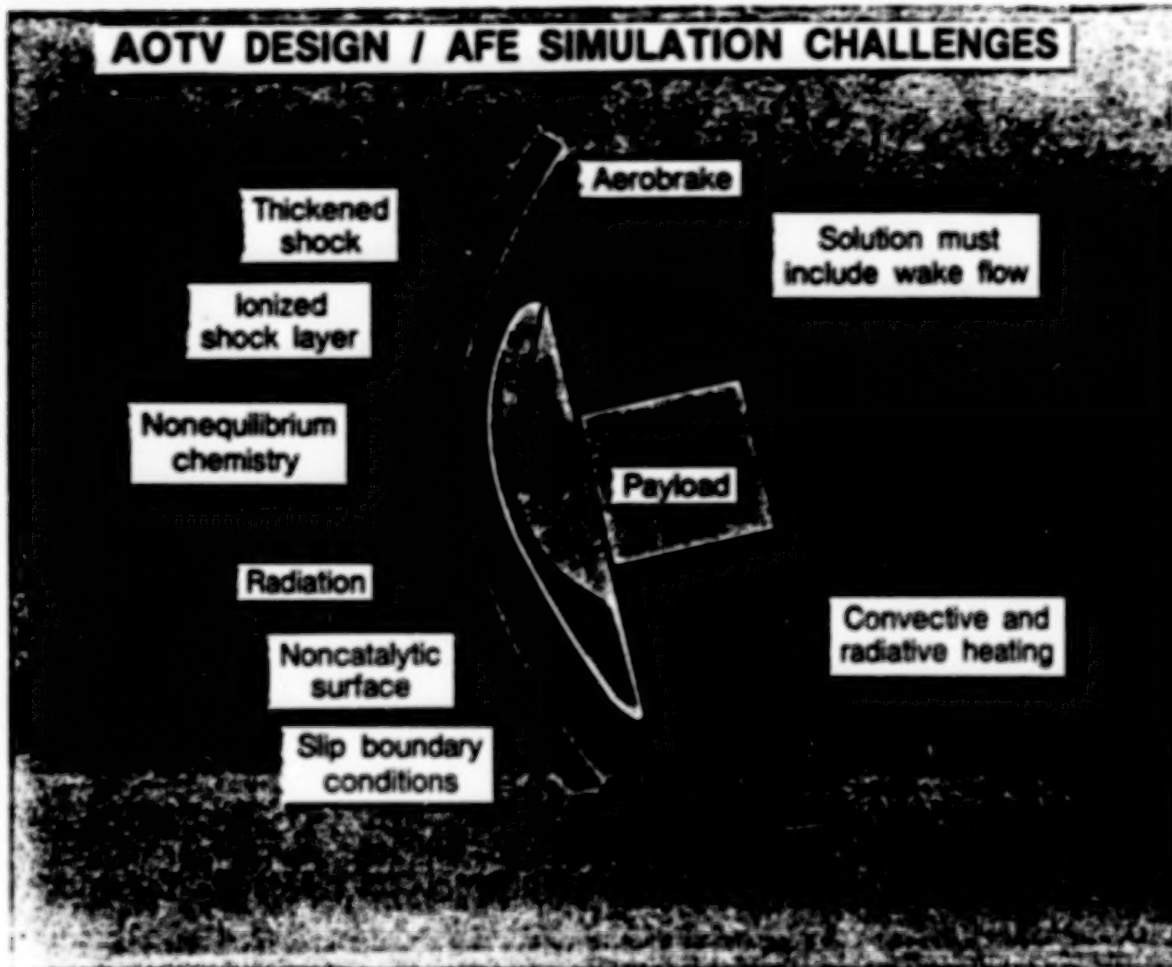 AOTV DESIGN / AFE SIMULATION CHALLENGES
Aerobrake
Thickened
shock
Solution must
include wake flow
Ionized
shock layer
Nonequilibrium
chemistry
Payload
Radiation
Convective and
radiative heating
Noncatalytic
surface
Slip boundary
conditions